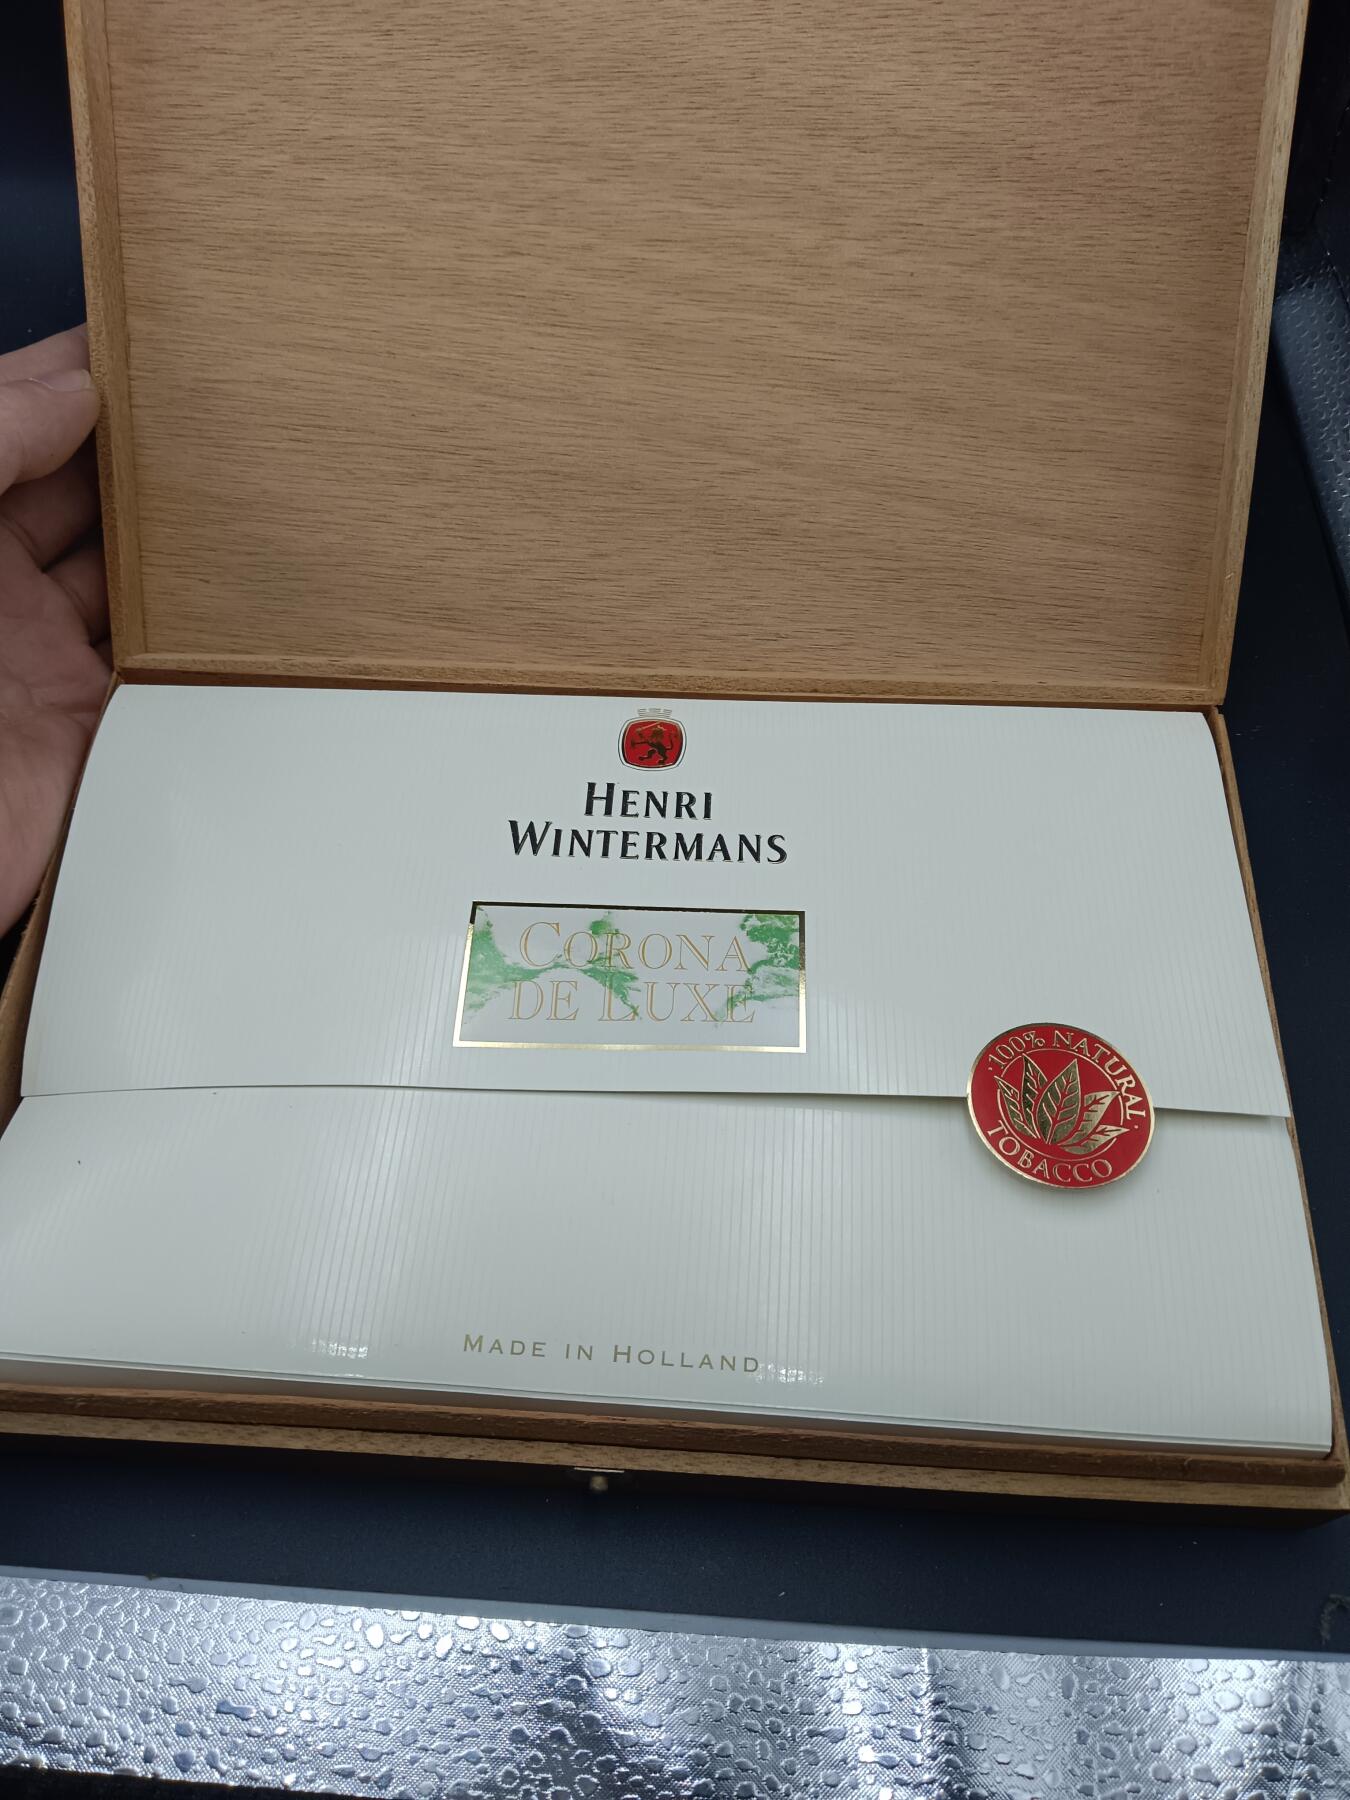 HENRI
WINTERMANS
CORONA
DE LUXE
·100% NATURAL·
TOBACCO
MADE IN HOLLAND